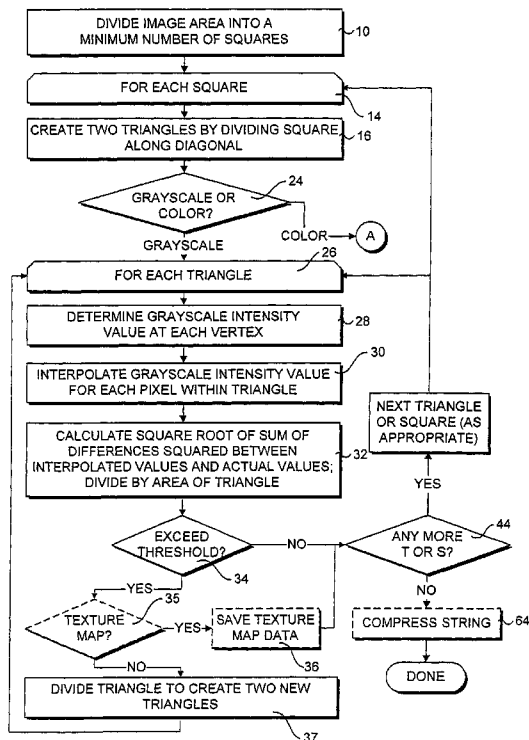 DIVIDE IMAGE AREA INTO A
MINIMUM NUMBER OF SQUARES
10
FOR EACH SQUARE
14
CREATE TWO TRIANGLES BY DIVIDING SQUARE
ALONG DIAGONAL
16
GRAYSCALE OR
COLOR?
24
COLOR
A
GRAYSCALE
FOR EACH TRIANGLE
26
DETERMINE GRAYSCALE INTENSITY
VALUE AT EACH VERTEX
28
INTERPOLATE GRAYSCALE INTENSITY VALUE
FOR EACH PIXEL WITHIN TRIANGLE
30
CALCULATE SQUARE ROOT OF SUM OF
DIFFERENCES SQUARED BETWEEN
INTERPOLATED VALUES AND ACTUAL VALUES;
DIVIDE BY AREA OF TRIANGLE
32
NEXT TRIANGLE
OR SQUARE (AS
APPROPRIATE)
YES
EXCEED
THRESHOLD?
34
NO
ANY MORE
T OR S?
44
YES
NO
TEXTURE
MAP?
35
YES
SAVE TEXTURE
MAP DATA
36
COMPRESS STRING
64
NO
DONE
DIVIDE TRIANGLE TO CREATE TWO NEW
TRIANGLES
37